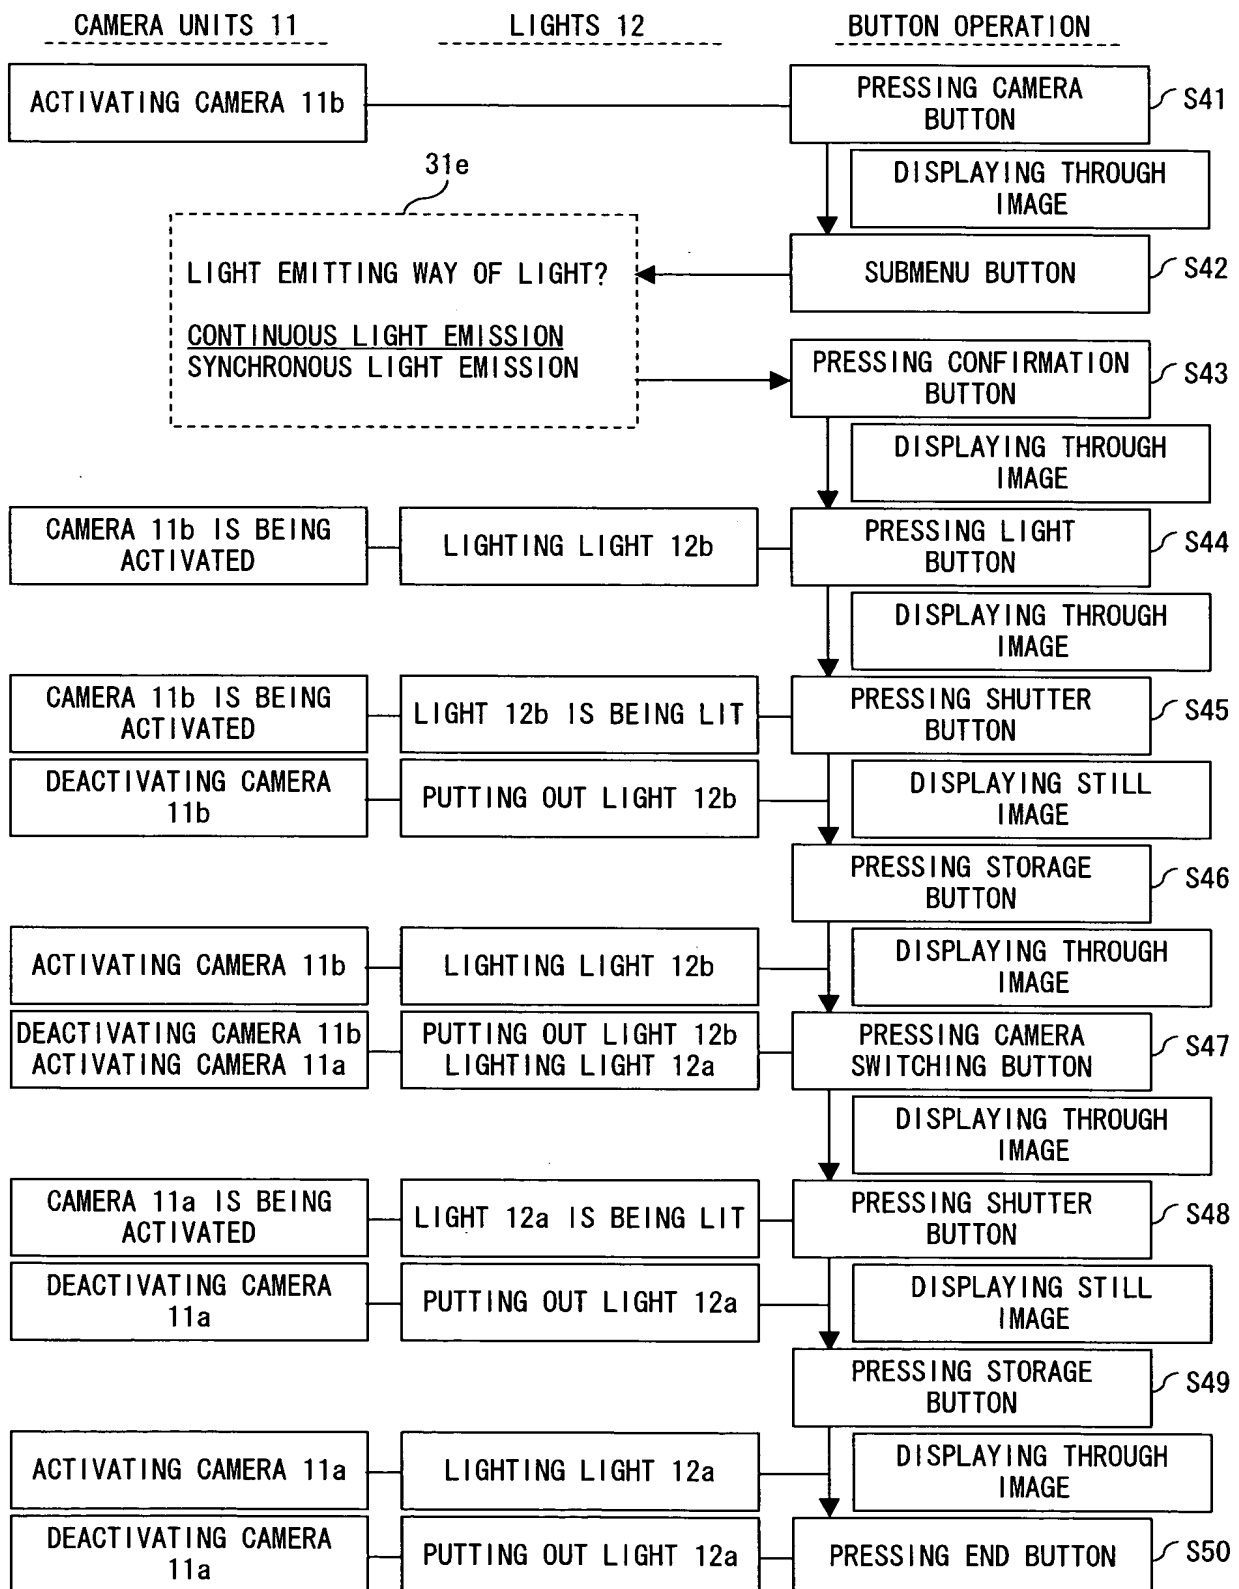 CAMERA UNITS 11
LIGHTS 12
BUTTON OPERATION
ACTIVATING CAMERA 11b
PRESSING CAMERA
BUTTON
S41
DISPLAYING THROUGH
IMAGE
31e
LIGHT EMITTING WAY OF LIGHT?
CONTINUOUS LIGHT EMISSION
SYNCHRONOUS LIGHT EMISSION
SUBMENU BUTTON
S42
PRESSING CONFIRMATION
BUTTON
S43
DISPLAYING THROUGH
IMAGE
CAMERA 11b IS BEING
ACTIVATED
LIGHTING LIGHT 12b
PRESSING LIGHT
BUTTON
S44
DISPLAYING THROUGH
IMAGE
CAMERA 11b IS BEING
ACTIVATED
LIGHT 12b IS BEING LIT
PRESSING SHUTTER
BUTTON
S45
DEACTIVATING CAMERA
11b
PUTTING OUT LIGHT 12b
DISPLAYING STILL
IMAGE
PRESSING STORAGE
BUTTON
S46
ACTIVATING CAMERA 11b
LIGHTING LIGHT 12b
DISPLAYING THROUGH
IMAGE
DEACTIVATING CAMERA 11b
ACTIVATING CAMERA 11a
PUTTING OUT LIGHT 12b
LIGHTING LIGHT 12a
PRESSING CAMERA
SWITCHING BUTTON
S47
DISPLAYING THROUGH
IMAGE
CAMERA 11a IS BEING
ACTIVATED
LIGHT 12a IS BEING LIT
PRESSING SHUTTER
BUTTON
S48
DEACTIVATING CAMERA
11a
PUTTING OUT LIGHT 12a
DISPLAYING STILL
IMAGE
PRESSING STORAGE
BUTTON
S49
ACTIVATING CAMERA 11a
LIGHTING LIGHT 12a
DISPLAYING THROUGH
IMAGE
DEACTIVATING CAMERA
11a
PUTTING OUT LIGHT 12a
PRESSING END BUTTON
S50